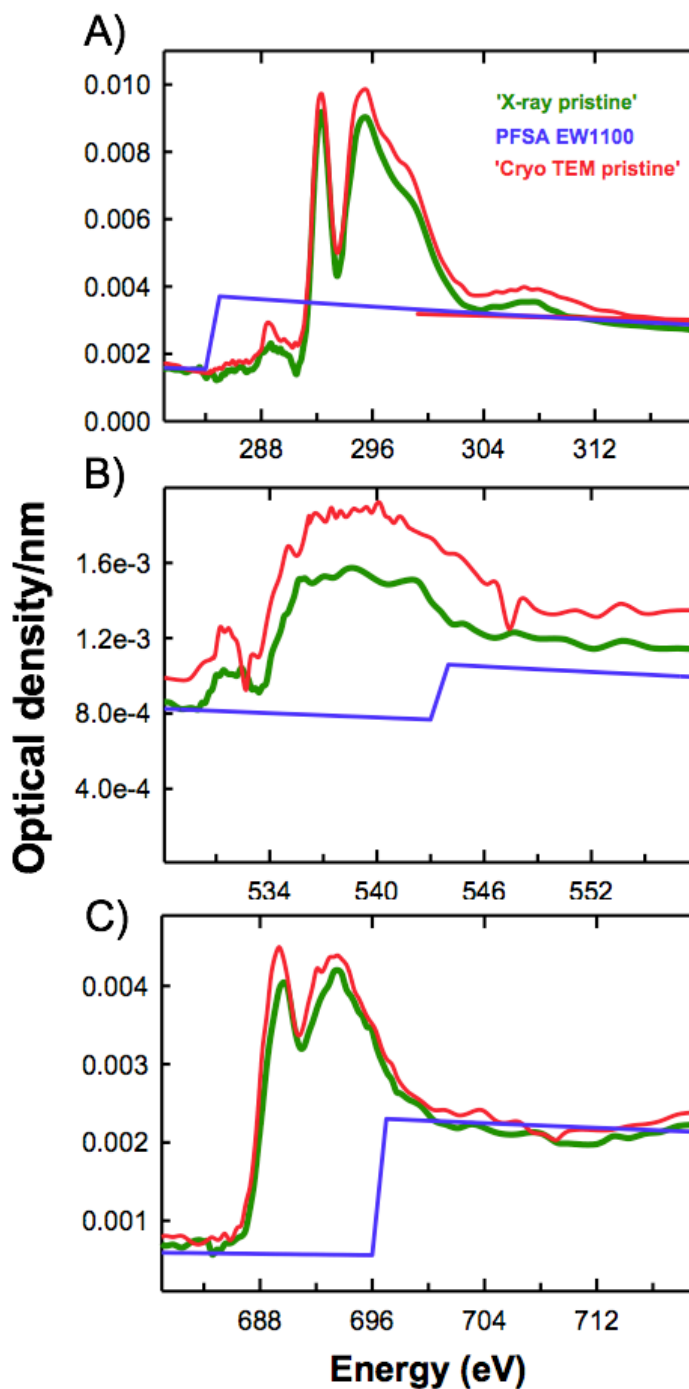 A)
0.010
'X-ray pristine'
0.008
PFSA EW1100
'Cryo TEM pristine'
0.006
0.004
0.002
0.000
288 296 304 312
B)
1.6e-3
1.2e-3
8.0e-4
4.0e-4
534 540 546 552
Optical density/nm
C)
0.004
0.003
0.002
0.001
688 696 704 712
Energy (eV)